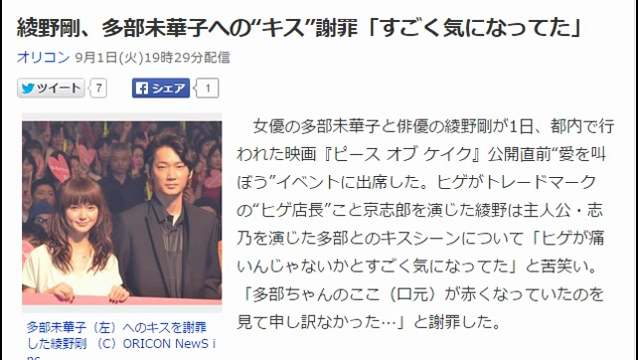 綾野剛、多部未華子への“キス”謝罪「すごく気になってた」
オリコン 9月1日(火)19時29分配信
ツイート 7 シェア 1
女優の多部未華子と俳優の綾野剛が1日、都内で行
われた映画『ピース オブ ケイク』公開直前“愛を叫
ぼう”イベントに出席した。ヒゲがトレードマーク
の“ヒゲ店長”こと京志郎を演じた綾野は主人公・志
乃を演じた多部とのキスシーンについて「ヒゲが痛
いんじゃないかとすごく気になってた」と苦笑い。
「多部ちゃんのここ（口元）が赤くなっていたのを
見て申し訳なかった…」と謝罪した。
多部未華子（左）へのキスを謝罪
した綾野剛 （C）ORICON NewS i